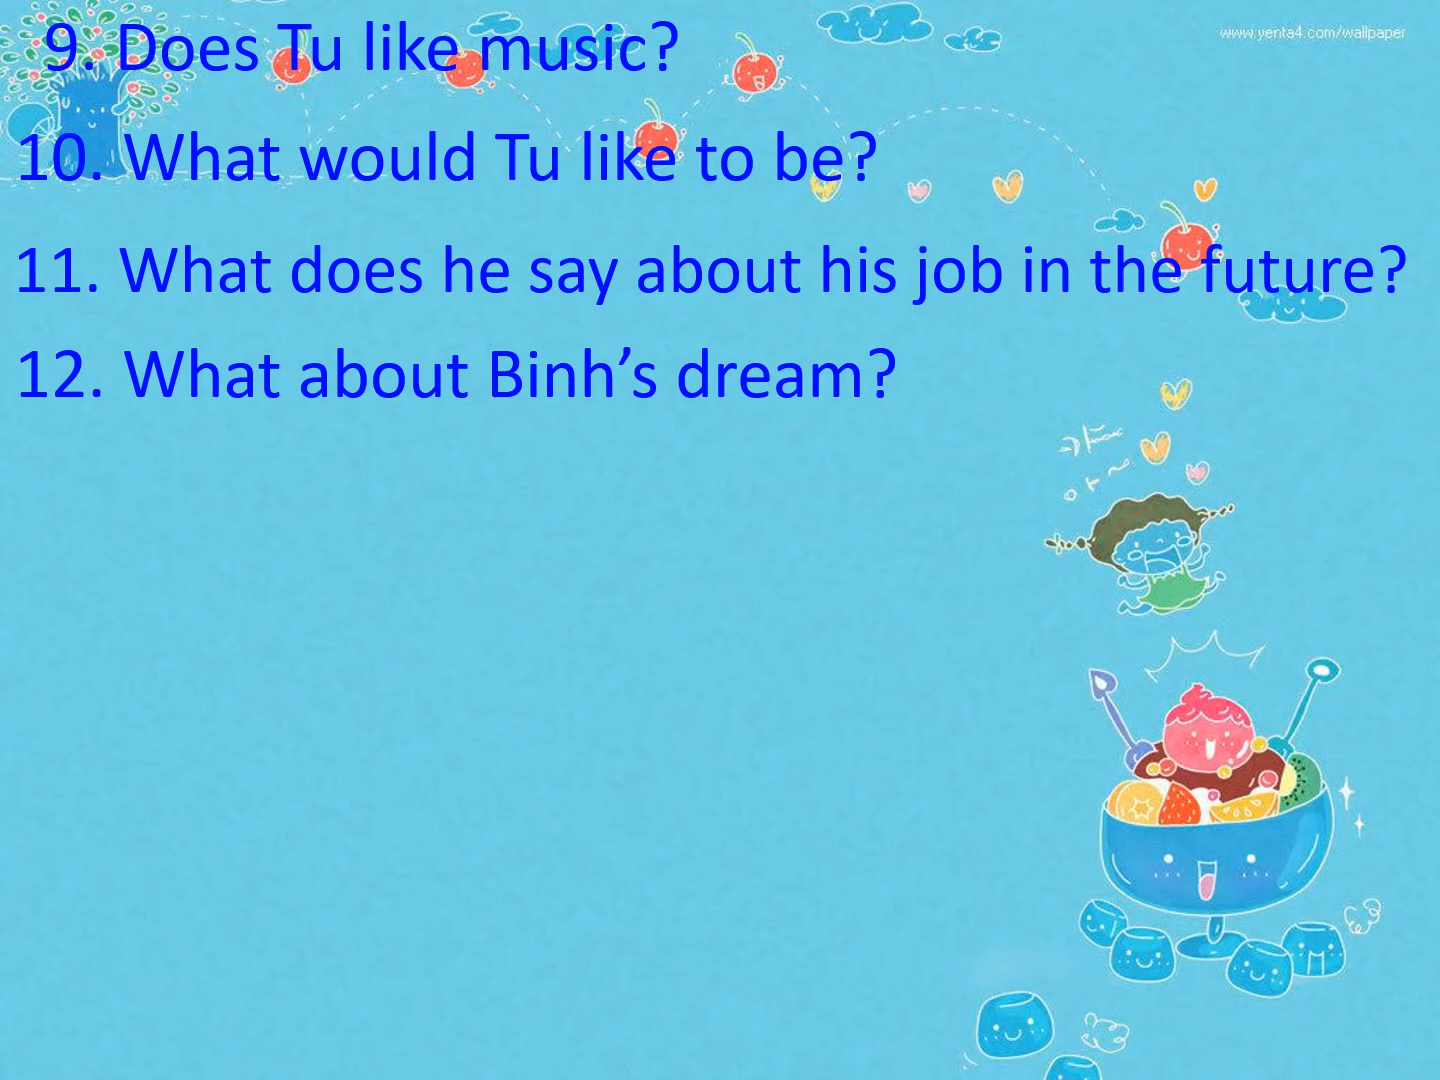 www.yenta4.com/wallpaper
9. Does Tu like music?
10. What would Tu like to be?
11. What does he say about his job in the future?
12. What about Binh’s dream?